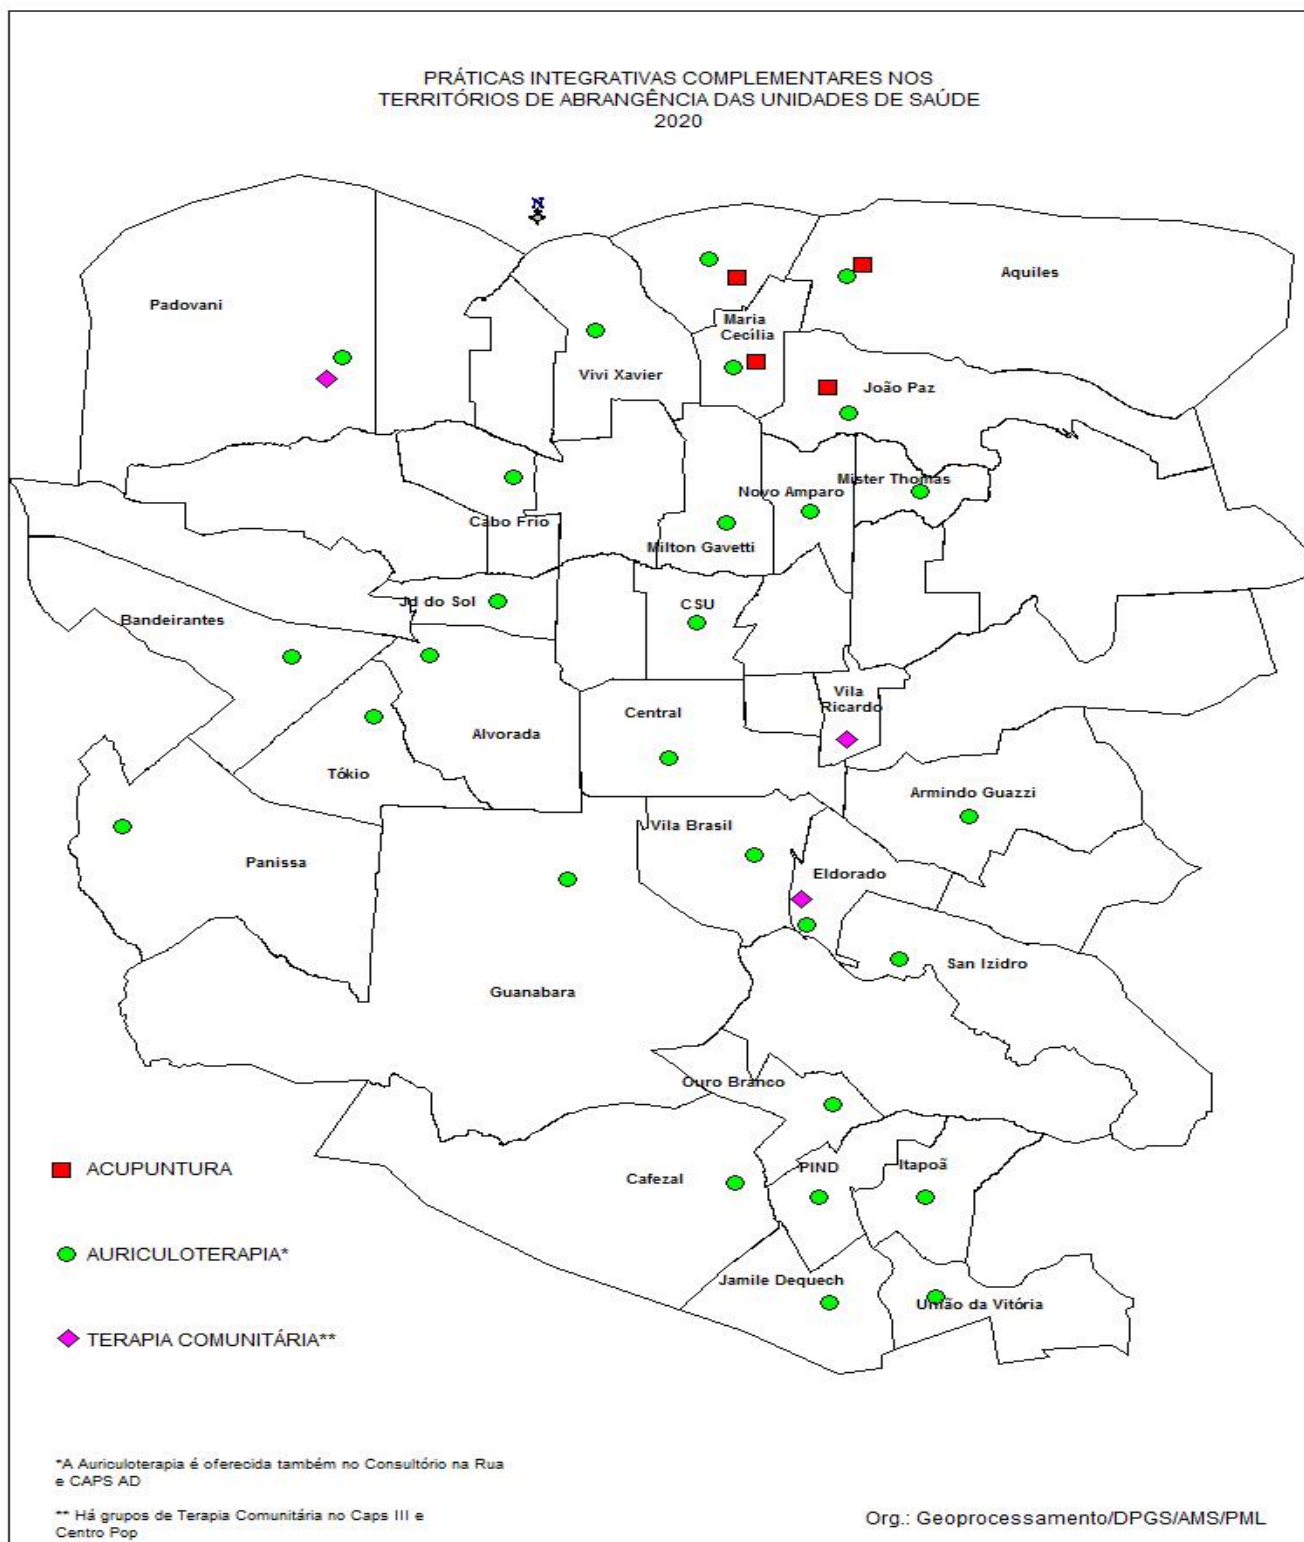 PRÁTICAS INTEGRATIVAS COMPLEMENTARES NOS
TERRITÓRIOS DE ABRANGÊNCIA DAS UNIDADES DE SAÚDE
2020
N
Aquiles
Padovani
Maria
Cecília
Vivi Xavier
João Paz
Mister Thomas
Novo Amparo
Cabo Frio
Milton Gavetti
Jd do Sol
CSU
Bandeirantes
Vila
Ricardo
Central
Alvorada
Tókio
Armindo Guazzi
Vila Brasil
Panissa
Eldorado
San Izidro
Guanabara
Ouro Branco
ACUPUNTURA
PIND
Itapoã
Cafezal
AURICULOTERAPIA*
Jamile Dequech
União da Vitória
TERAPIA COMUNITÁRIA**
*A Auriculoterapia é oferecida também no Consultório na Rua
e CAPS AD
** Há grupos de Terapia Comunitária no Caps III e
Centro Pop
Org.: Geoprocessamento/DPGS/AMS/PML